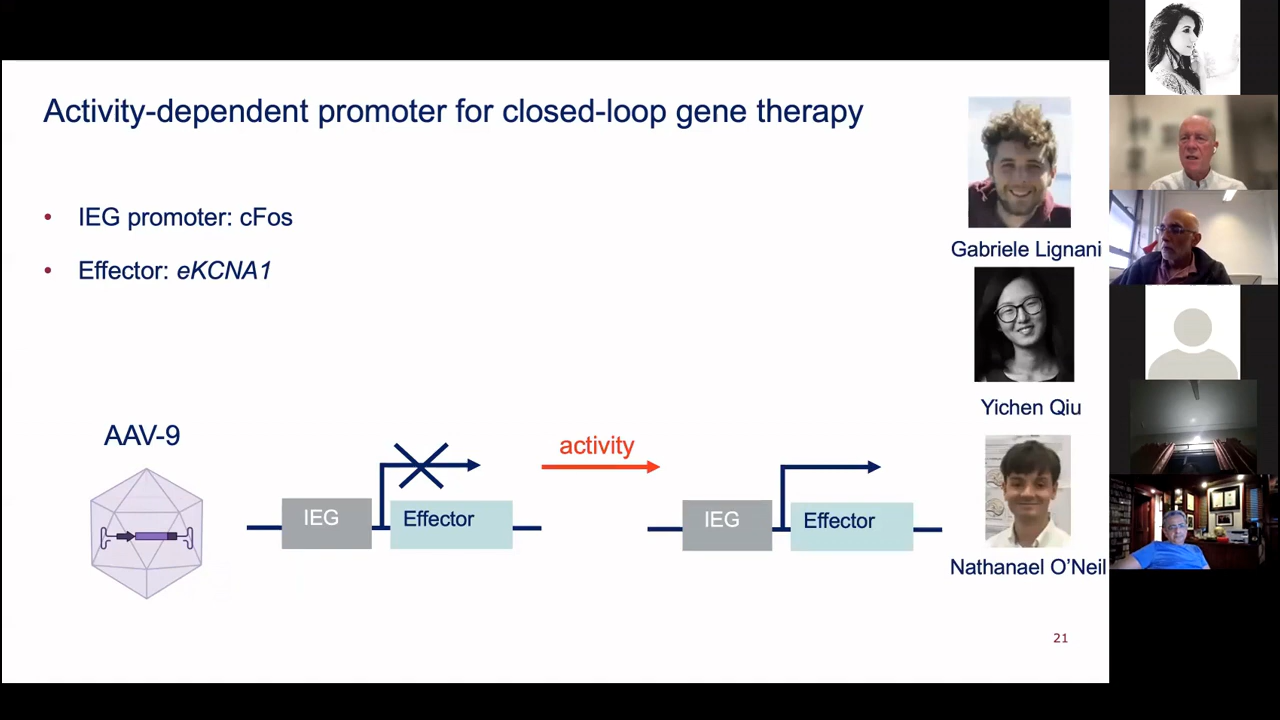 Activity-dependent promoter for closed-loop gene therapy
• IEG promoter: cFos
• Effector: eKCNA1
Gabriele Lignani
Yichen Qiu
Nathanael O'Neil
AAV-9
IEG
Effector
activity
IEG
Effector
21